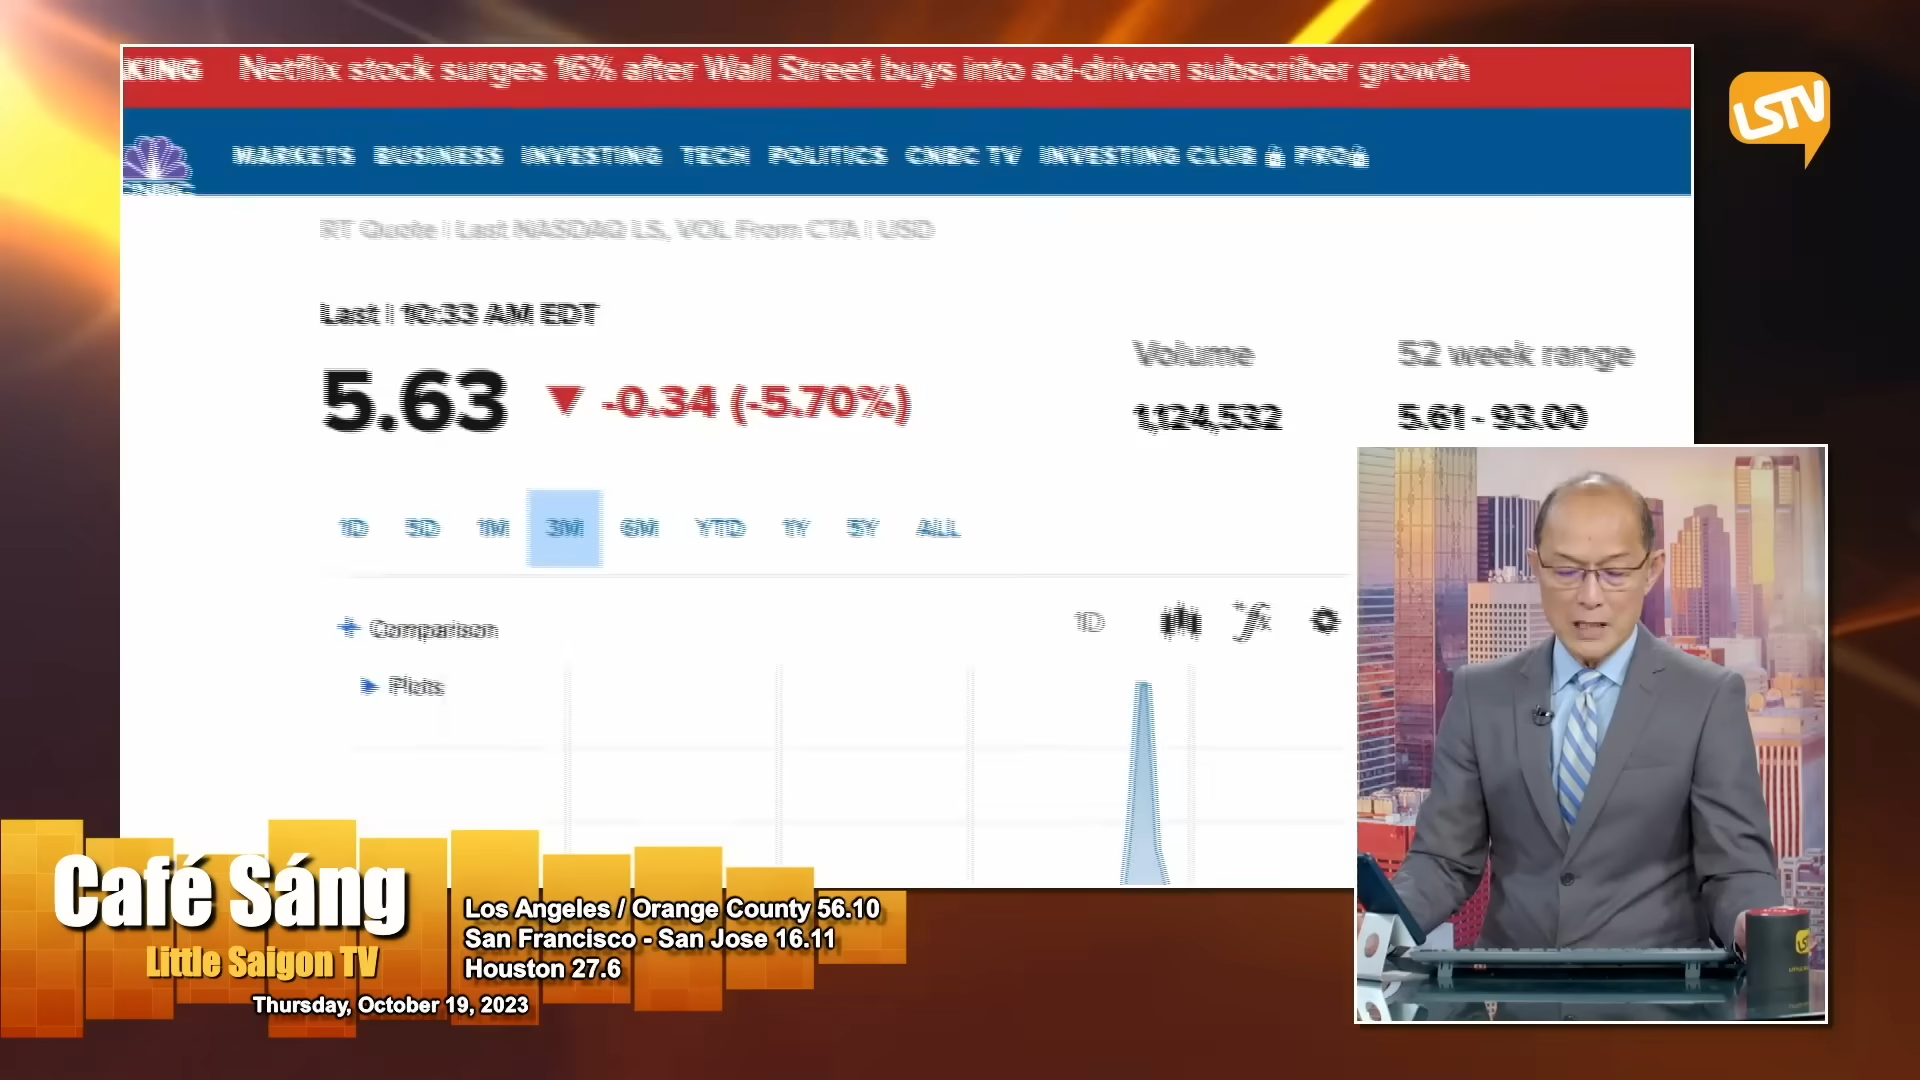 KING Netflix stock surges 16% after Wall Street buys into ad-driven subscriber growth
LSTV
MARKETS BUSINESS INVESTING TECH POLITICS CNBC TV INVESTING CLUB PRO
CNBC
RT Quote | Last NASDAQ LS, VOL From CTA | USD
Last | 10:33 AM EDT
5.63 ▼ -0.34 (-5.70%)
Volume
1,124,532
52 week range
5.61 - 93.00
1D 5D 1M 3M 6M YTD 1Y 5Y ALL
+ Comparison
1D
Plots
Café Sáng
Little Saigon TV
Los Angeles / Orange County 56.10
San Francisco - San Jose 16.11
Houston 27.6
Thursday, October 19, 2023